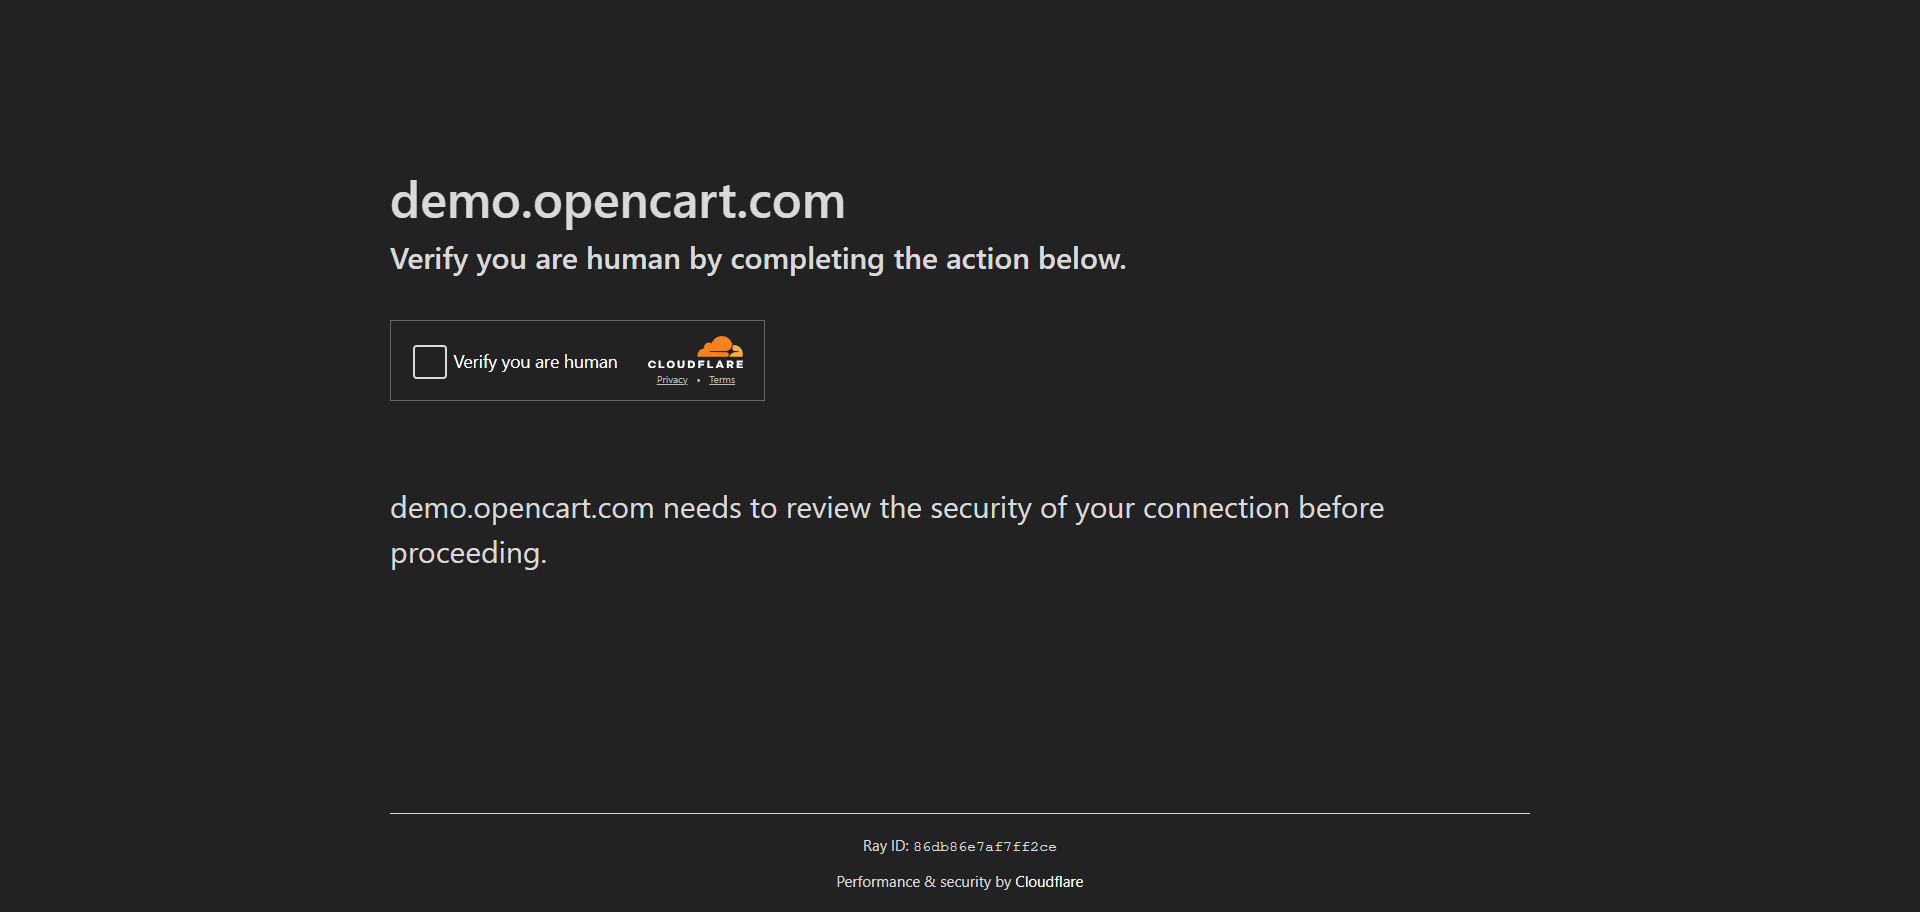 demo.opencart.com
Verify you are human by completing the action below.
Verify you are human
CLOUDFLARE
Privacy • Terms
demo.opencart.com needs to review the security of your connection before
proceeding.
Ray ID: 86db86e7af7ff2ce
Performance & security by Cloudflare